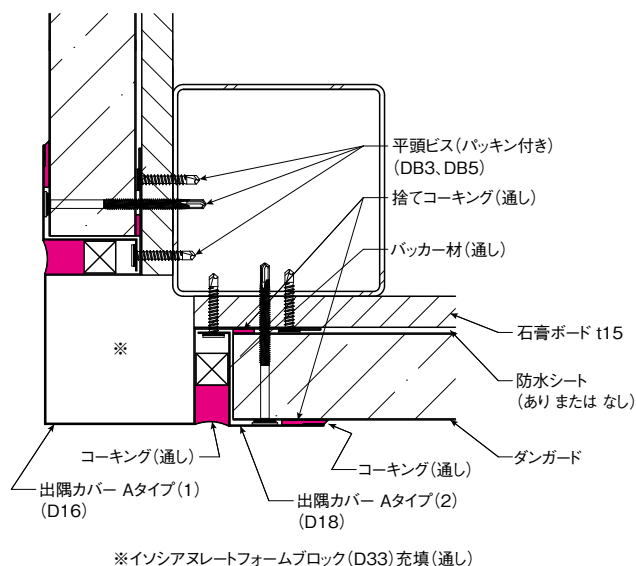 平頭ビス(パッキン付き)
(DB3、DB5)
捨てコーキング(通し)
バッカー材(通し)
※
石膏ボード t15
防水シート
(あり または なし)
コーキング(通し)
コーキング(通し)
ダンガード
出隅カバー Aタイプ(1)
(D16)
出隅カバー Aタイプ(2)
(D18)
※イソシアヌレートフォームブロック(D33)充填(通し)